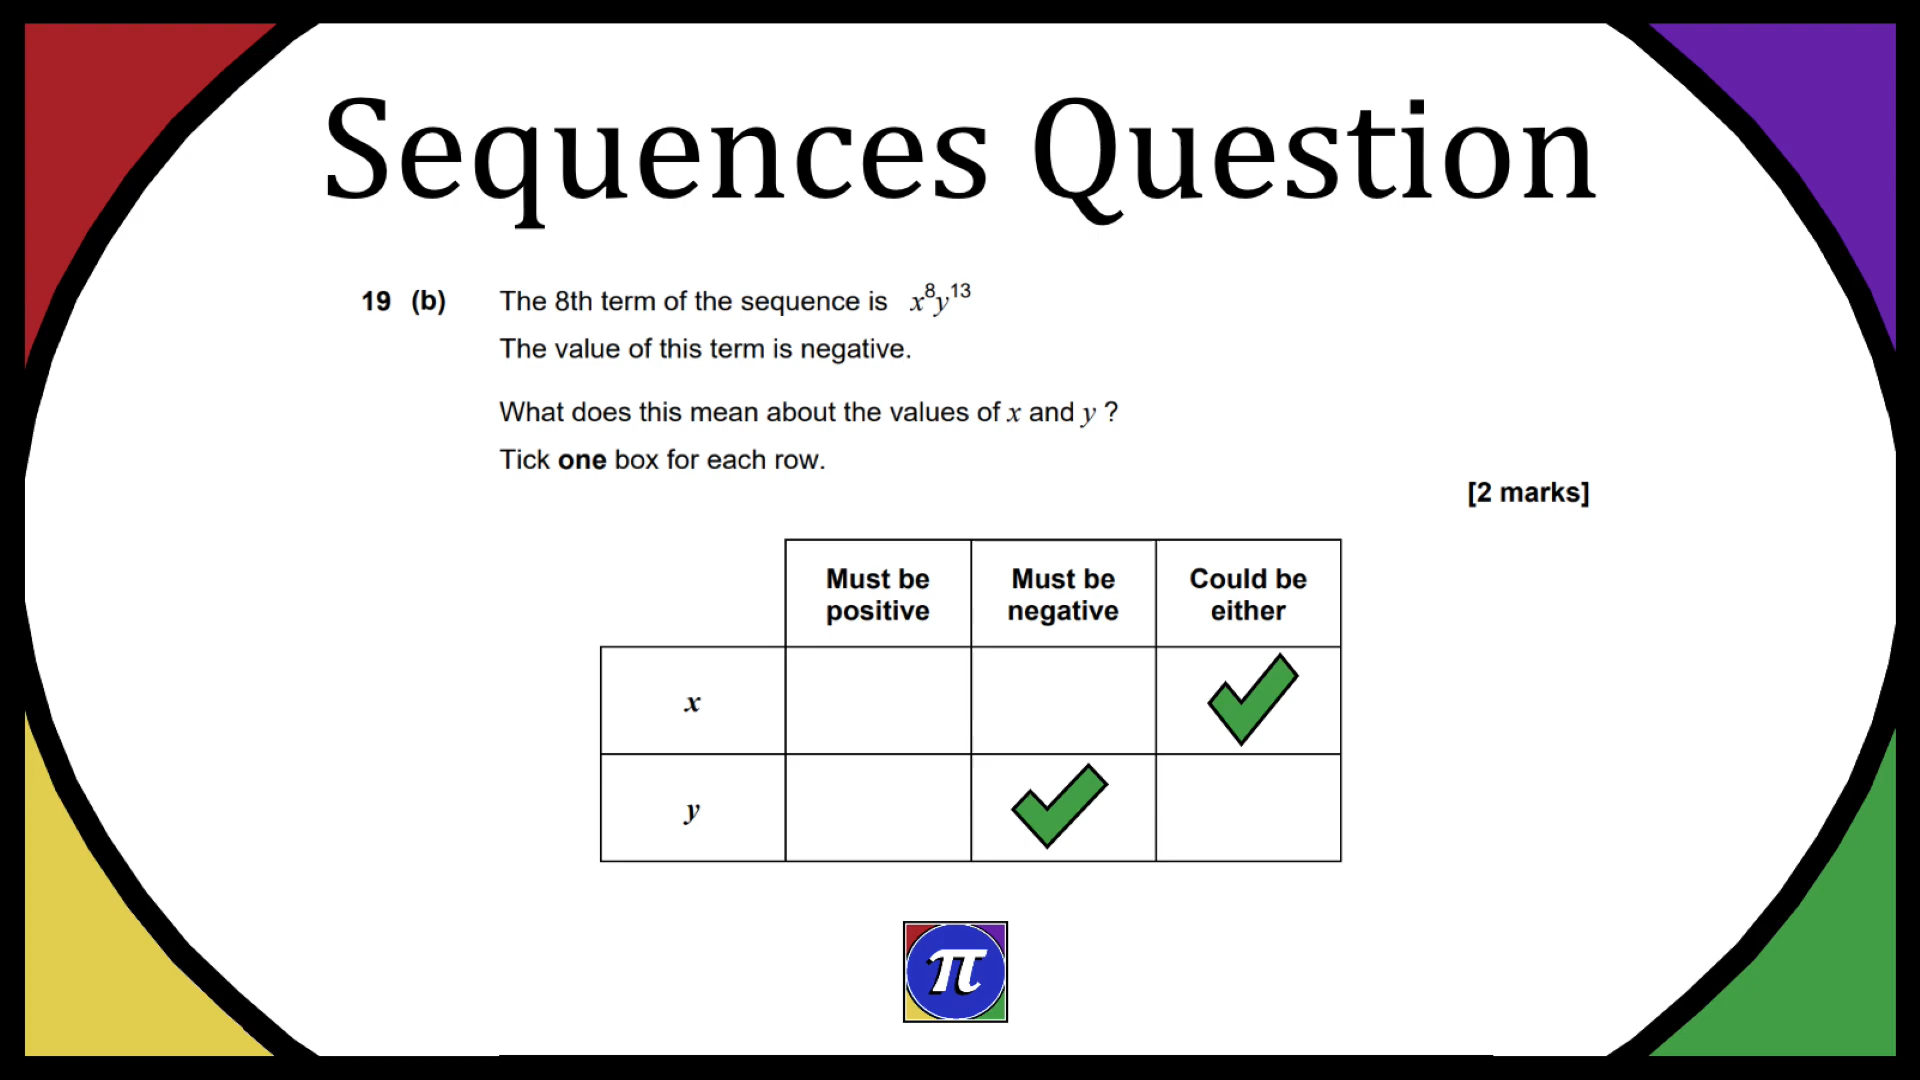 Sequences Question
19 (b) The 8th term of the sequence is x⁸y¹³
The value of this term is negative.
What does this mean about the values of x and y ?
Tick one box for each row.
[2 marks]
Must be positive
Must be negative
Could be either
x
y
π